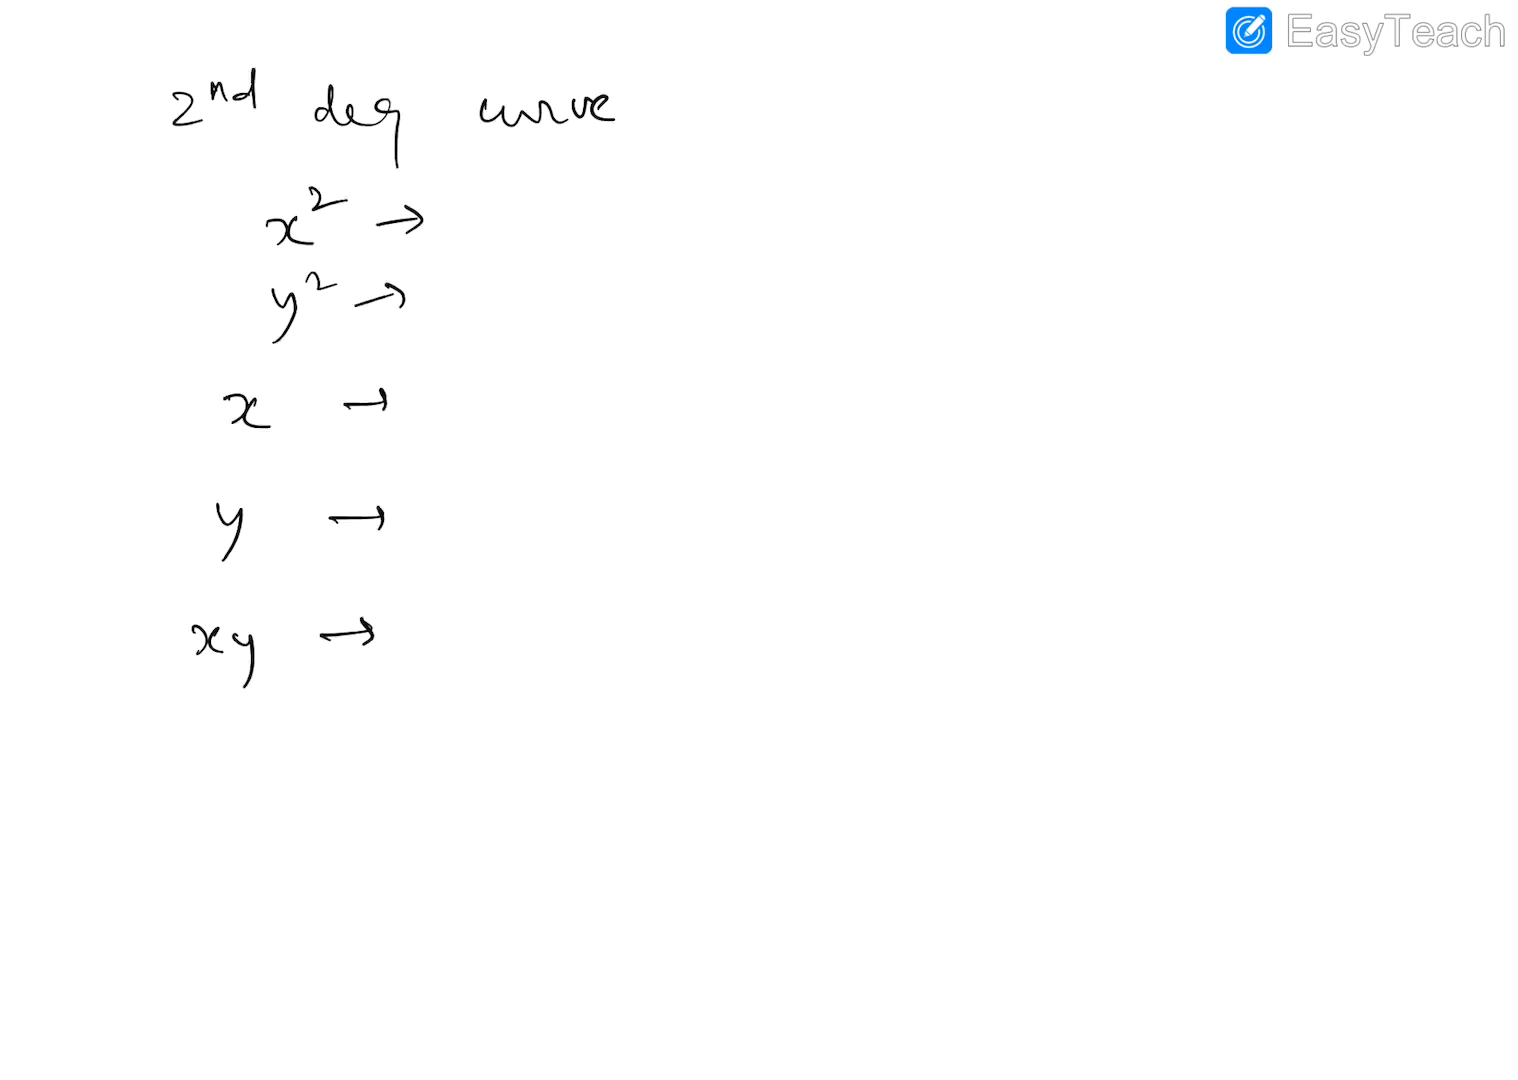 EasyTeach
2nd deg curve
x² →
y² →
x →
y →
xy →